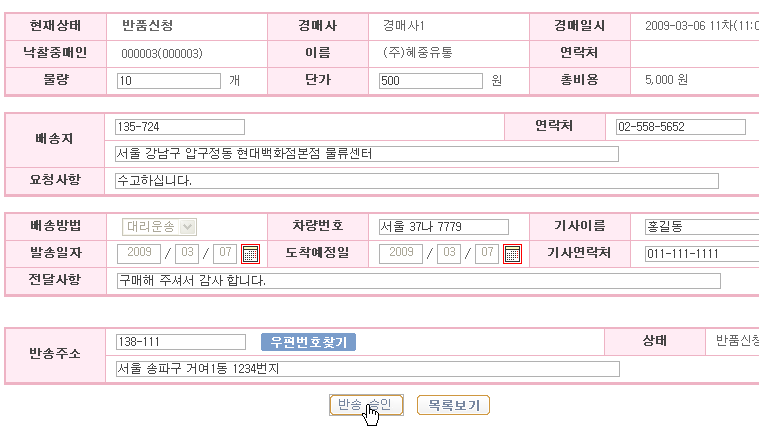 현재상태 반품신청 경매사 경매사1 경매일시 2009-03-06 11차(11:0
낙찰중매인 000003(000003) 이름 (주)혜중유통 연락처
물량 10 개 단가 500 원 총비용 5,000 원
배송지 135-724 연락처 02-558-5652
서울 강남구 압구정동 현대백화점본점 물류센터
요청사항 수고하십니다.
배송방법 대리운송 차량번호 서울 37나 7779 기사이름 홍길동
발송일자 2009 / 03 / 07 도착예정일 2009 / 03 / 07 기사연락처 011-111-1111
전달사항 구매해 주셔서 감사 합니다.
반송주소 138-111 우편번호찾기 상태 반품신청
서울 송파구 거여1동 1234번지
반송 승인 목록보기